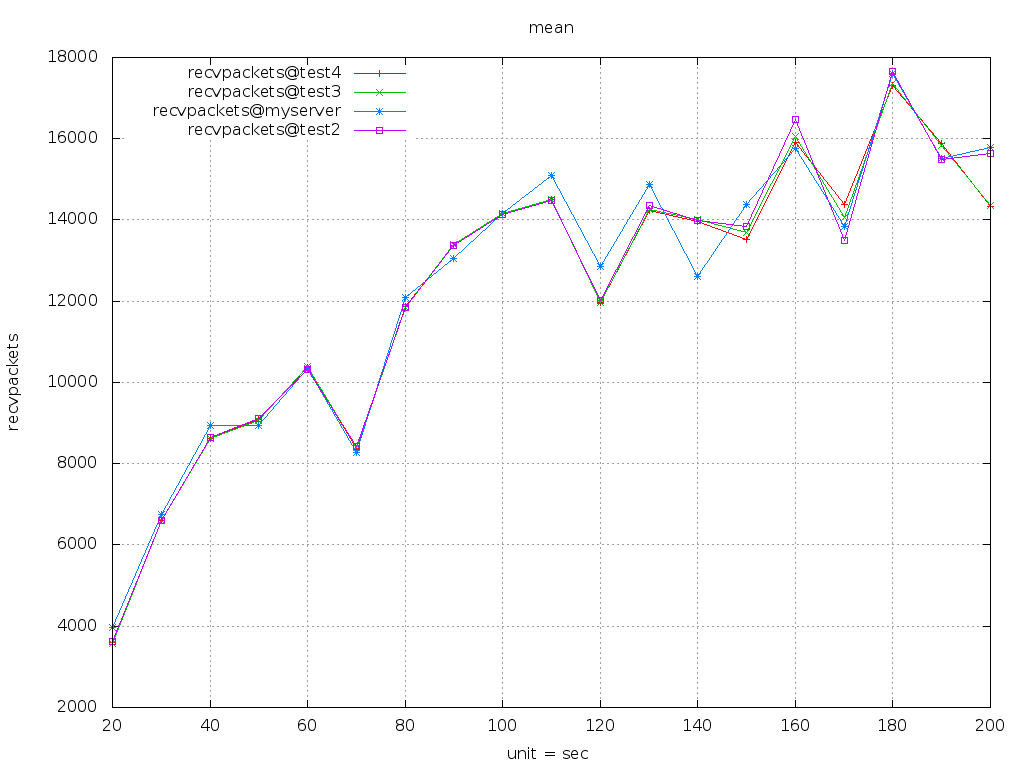 mean
18000
16000
14000
12000
10000
8000
6000
4000
2000
recvpackets@test4
recvpackets@test3
recvpackets@myserver
recvpackets@test2
recvpackets
20 40 60 80 100 120 140 160 180 200
unit = sec